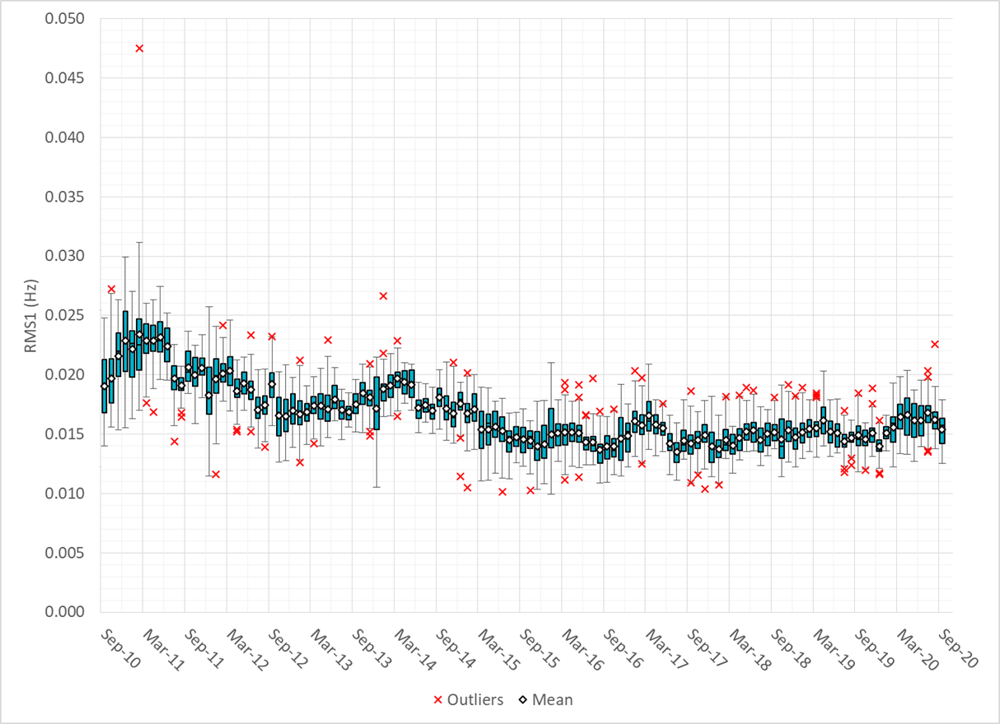 0.050
0.045
0.040
0.035
0.030
0.025
0.020
0.015
0.010
0.005
0.000
RMS1 (Hz)
Sep-10
Mar-11
Sep-11
Mar-12
Sep-12
Mar-13
Sep-13
Mar-14
Sep-14
Mar-15
Sep-15
Mar-16
Sep-16
Mar-17
Sep-17
Mar-18
Sep-18
Mar-19
Sep-19
Mar-20
Sep-20
Outliers Mean